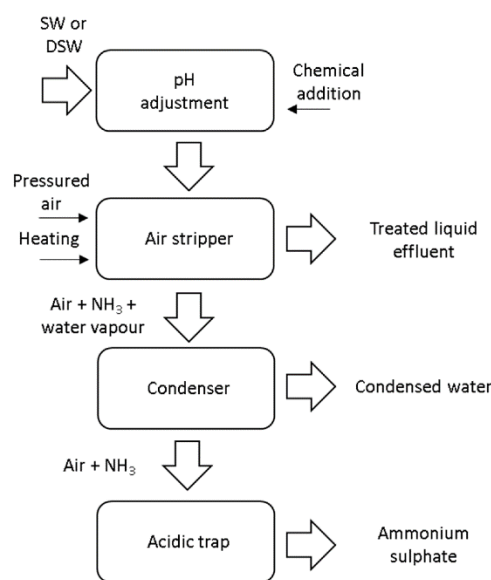 SW or
DSW
pH
adjustment
Chemical
addition
Pressured
air
Heating
Air stripper
Treated liquid
effluent
Air + NH₃ +
water vapour
Condenser
Condensed water
Air + NH₃
Acidic trap
Ammonium
sulphate